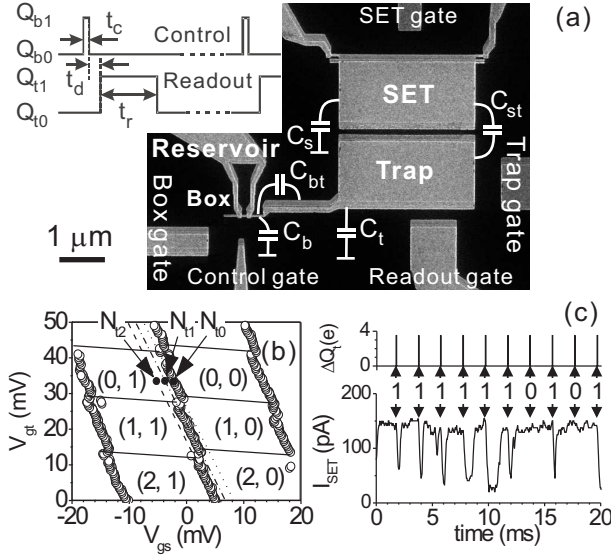 Q_b1
Q_b0
Q_t1
Q_t0
t_c
t_d
t_r
Control
Readout
(a)
SET gate
SET
C_s
C_st
Reservoir
Trap
C_bt
Trap gate
Box
Box gate
C_b
C_t
1 μm
Control gate
Readout gate
(b)
N_t2
N_t1
N_t0
(0, 1)
(0, 0)
(1, 1)
(1, 0)
(2, 1)
(2, 0)
V_gt (mV)
50
40
30
20
10
0
-20
-10
0
10
20
V_gs (mV)
(c)
ΔQ_t(e)
4
2
0
1 1 1 1 1 1 0 1 0 1
I_SET (pA)
150
100
0
0
5
10
15
20
time (ms)